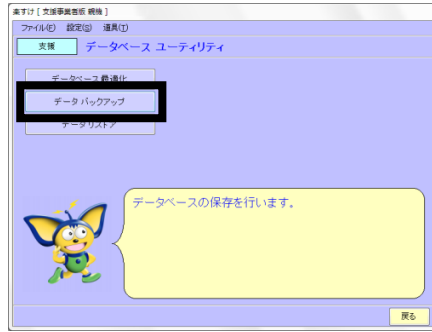 楽すけ [ 支援事業者版 親機 ]
ファイル(F) 設定(S) 道具(T)
支援 データベース ユーティリティ
データベース最適化
データバックアップ
データリストア
データベースの保存を行います。
戻る